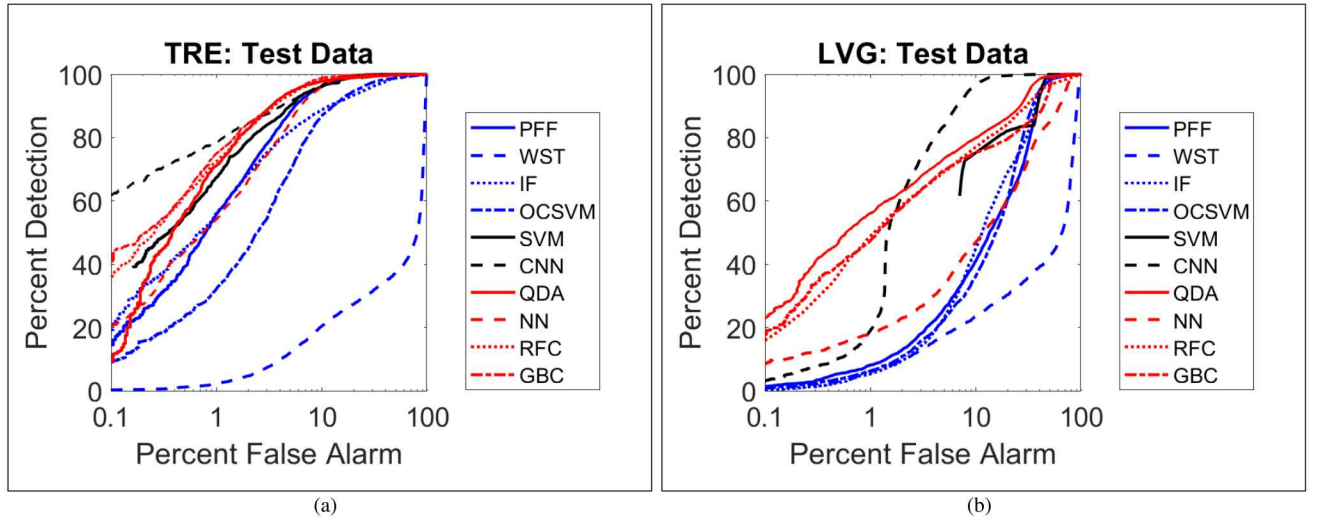 TRE: Test Data
100
80
60
40
20
0
Percent Detection
0.1 1 10 100
Percent False Alarm
PFF
WST
IF
OCSVM
SVM
CNN
QDA
NN
RFC
GBC
(a)
LVG: Test Data
100
80
60
40
20
0
Percent Detection
0.1 1 10 100
Percent False Alarm
PFF
WST
IF
OCSVM
SVM
CNN
QDA
NN
RFC
GBC
(b)